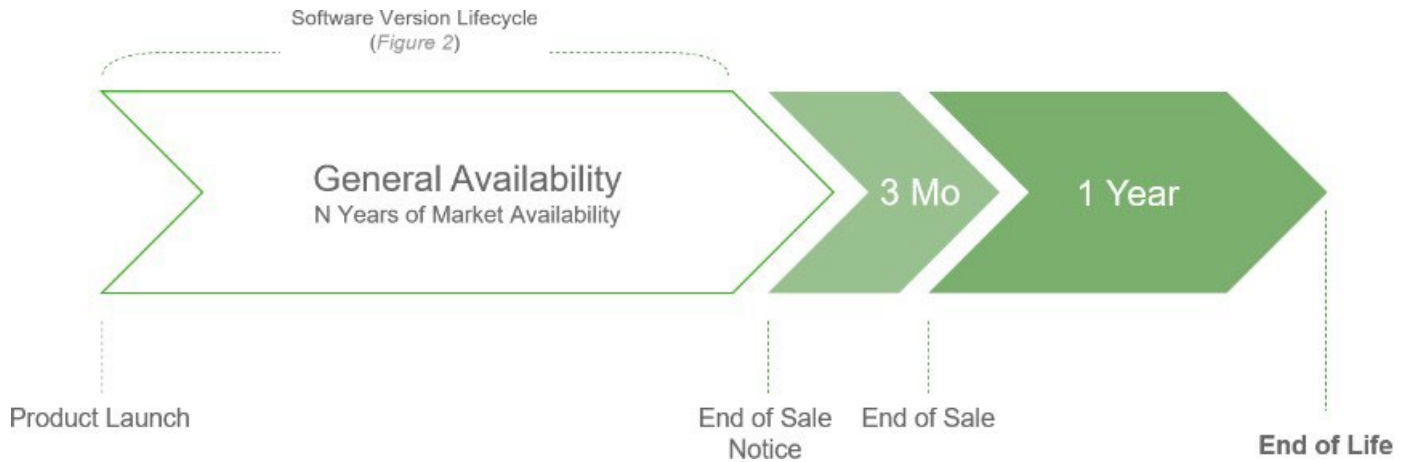 Software Version Lifecycle
(Figure 2)
General Availability
N Years of Market Availability
3 Mo
1 Year
Product Launch
End of Sale
Notice
End of Sale
End of Life